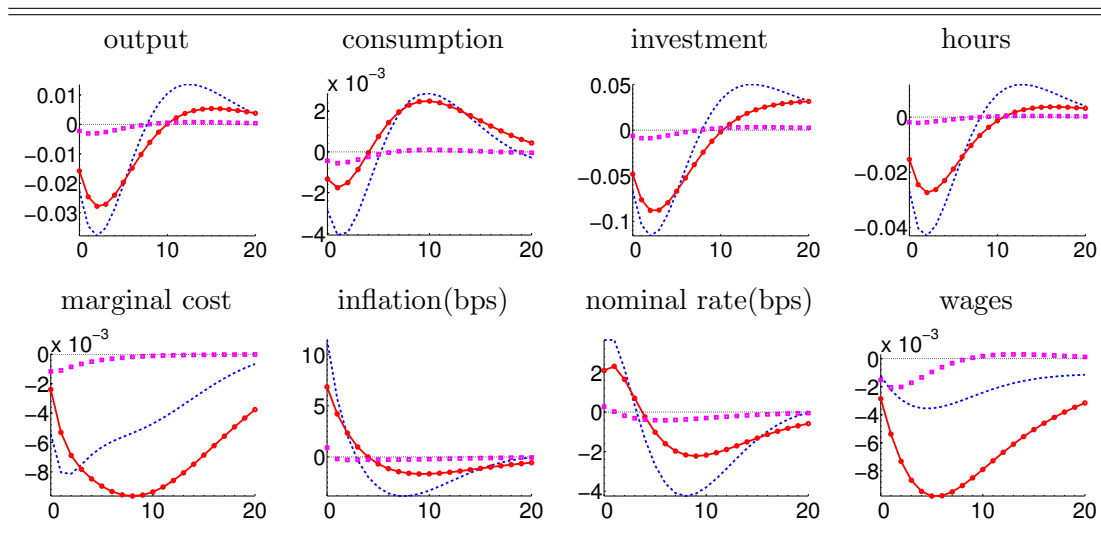 output consumption investment hours
× 10⁻³
0.01 0 −0.01 −0.02 −0.03
0 10 20
2 0 −2 −4
0 10 20
0.05 0 −0.05 −0.1
0 10 20
0 −0.02 −0.04
0 10 20
marginal cost inflation(bps) nominal rate(bps) wages
× 10⁻³
0 −2 −4 −6 −8
0 10 20
10 5 0
0 10 20
2 0 −2 −4
0 10 20
× 10⁻³
0 −2 −4 −6 −8
0 10 20